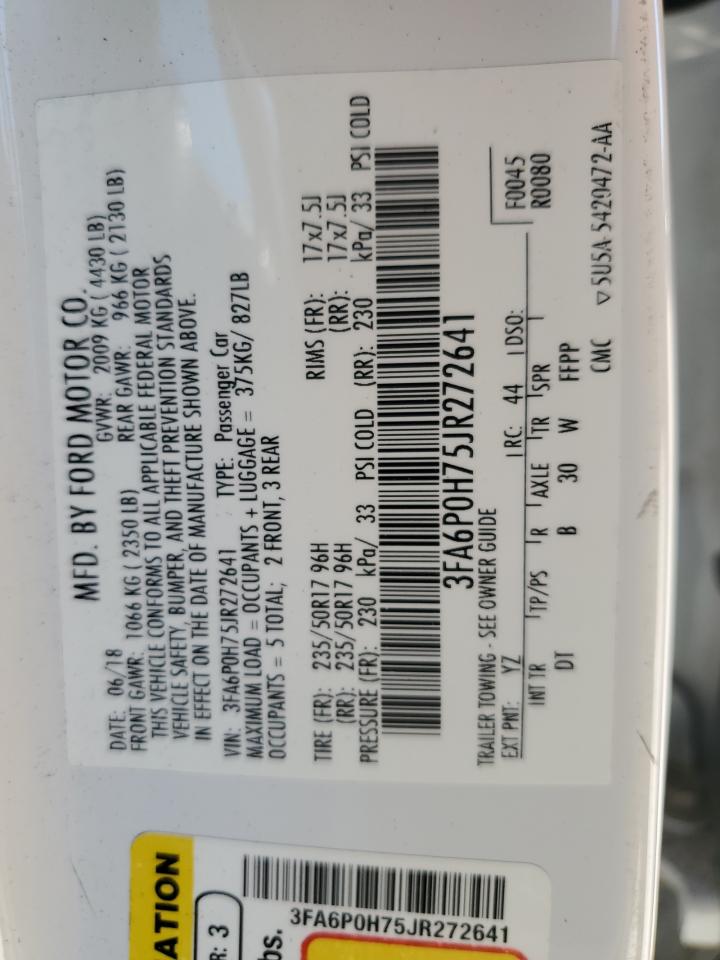 MFD. BY FORD MOTOR CO.
DATE: 06/18 GVWR: 2009 KG ( 4430 LB)
FRONT GAWR: 1066 KG ( 2350 LB) REAR GAWR: 966 KG ( 2130 LB)
THIS VEHICLE CONFORMS TO ALL APPLICABLE FEDERAL MOTOR
VEHICLE SAFETY, BUMPER, AND THEFT PREVENTION STANDARDS
IN EFFECT ON THE DATE OF MANUFACTURE SHOWN ABOVE.
VIN: 3FA6P0H75JR272641 TYPE: Passenger Car
MAXIMUM LOAD = OCCUPANTS + LUGGAGE = 375KG/ 827LB
OCCUPANTS = 5 TOTAL; 2 FRONT, 3 REAR
TIRE (FR): 235/50R17 96H RIMS (FR): 17x7.5J
(RR): 235/50R17 96H (RR): 17x7.5J
PRESSURE (FR): 230 kPa/ 33 PSI COLD (RR): 230 kPa/ 33 PSI COLD
3FA6P0H75JR272641
TRAILER TOWING - SEE OWNER GUIDE
EXT PNT: YZ RC: 44 DSO: F0045
R0080
INT TR TP/PS R AXLE TR SPR
DT B 30 W FFPP
CMC ▽5U5A-5420472-AA
ATION
R: 3
bs.
3FA6P0H75JR272641